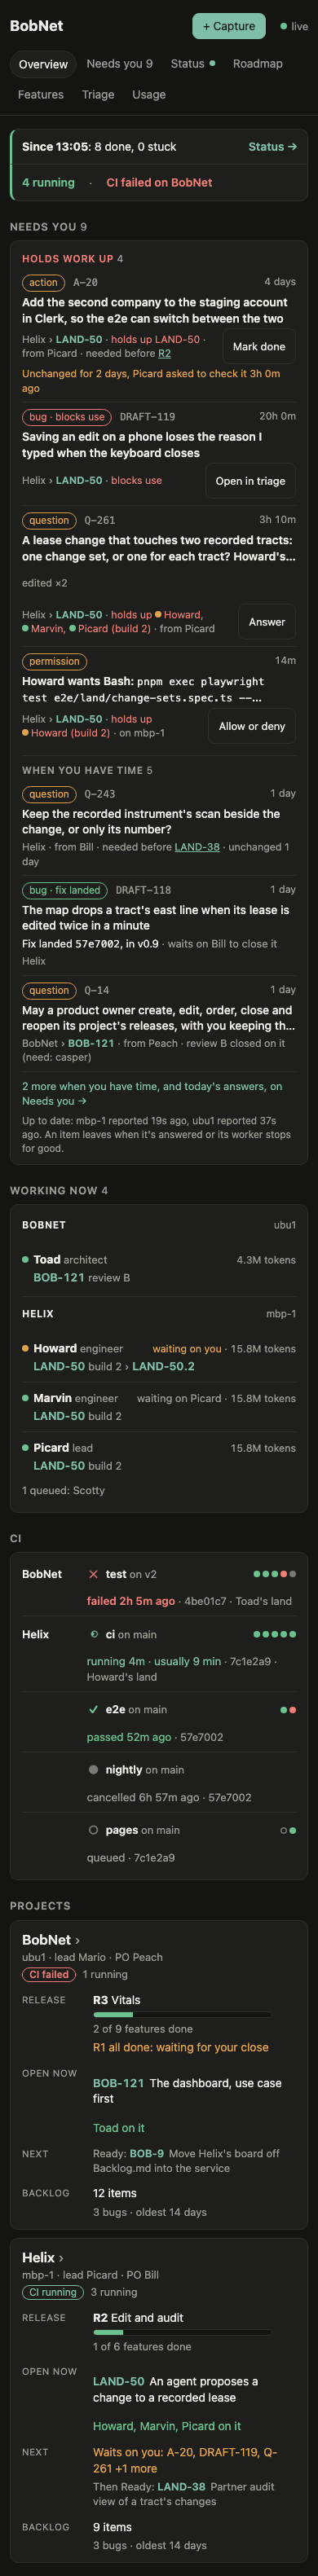 BobNet
+ Capture
live
Overview
Needs you 9
Status
Roadmap
Features
Triage
Usage
Since 13:05: 8 done, 0 stuck
Status →
4 running · CI failed on BobNet
NEEDS YOU 9
HOLDS WORK UP 4
action A-20 4 days
Add the second company to the staging account
in Clerk, so the e2e can switch between the two
Helix › LAND-50 · holds up LAND-50 ·
from Picard · needed before R2
Mark done
Unchanged for 2 days, Picard asked to check it 3h 0m
ago
bug · blocks use DRAFT-119 20h 0m
Saving an edit on a phone loses the reason I
typed when the keyboard closes
Helix › LAND-50 · blocks use
Open in triage
question Q-261 3h 10m
A lease change that touches two recorded tracts:
one change set, or one for each tract? Howard's…
edited ×2
Helix › LAND-50 · holds up Howard,
Marvin, Picard (build 2) · from Picard
Answer
permission 14m
Howard wants Bash: pnpm exec playwright
test e2e/land/change-sets.spec.ts --…
Helix › LAND-50 · holds up
Howard (build 2) · on mbp-1
Allow or deny
WHEN YOU HAVE TIME 5
question Q-243 1 day
Keep the recorded instrument's scan beside the
change, or only its number?
Helix · from Bill · needed before LAND-38 · unchanged 1
day
bug · fix landed DRAFT-118 1 day
The map drops a tract's east line when its lease is
edited twice in a minute
Fix landed 57e7002, in v0.9 · waits on Bill to close it
Helix
question Q-14 1 day
May a product owner create, edit, order, close and
reopen its project's releases, with you keeping th…
BobNet › BOB-121 · from Peach · review B closed on it
(need: casper)
2 more when you have time, and today's answers, on
Needs you →
Up to date: mbp-1 reported 19s ago, ubu1 reported 37s
ago. An item leaves when it's answered or its worker stops
for good.
WORKING NOW 4
BOBNET ubu1
Toad architect 4.3M tokens
BOB-121 review B
HELIX mbp-1
Howard engineer waiting on you · 15.8M tokens
LAND-50 build 2 › LAND-50.2
Marvin engineer waiting on Picard · 15.8M tokens
LAND-50 build 2
Picard lead 15.8M tokens
LAND-50 build 2
1 queued: Scotty
CI
BobNet test on v2
failed 2h 5m ago · 4be01c7 · Toad's land
Helix ci on main
running 4m · usually 9 min · 7c1e2a9 ·
Howard's land
e2e on main
passed 52m ago · 57e7002
nightly on main
cancelled 6h 57m ago · 57e7002
pages on main
queued · 7c1e2a9
PROJECTS
BobNet ›
ubu1 · lead Mario · PO Peach
CI failed 1 running
RELEASE R3 Vitals
2 of 9 features done
R1 all done: waiting for your close
OPEN NOW
BOB-121 The dashboard, use case
first
Toad on it
NEXT Ready: BOB-9 Move Helix's board off
Backlog.md into the service
BACKLOG 12 items
3 bugs · oldest 14 days
Helix ›
mbp-1 · lead Picard · PO Bill
CI running 3 running
RELEASE R2 Edit and audit
1 of 6 features done
OPEN NOW
LAND-50 An agent proposes a
change to a recorded lease
Howard, Marvin, Picard on it
NEXT Waits on you: A-20, DRAFT-119, Q-
261 +1 more
Then Ready: LAND-38 Partner audit
view of a tract's changes
BACKLOG 9 items
3 bugs · oldest 14 days